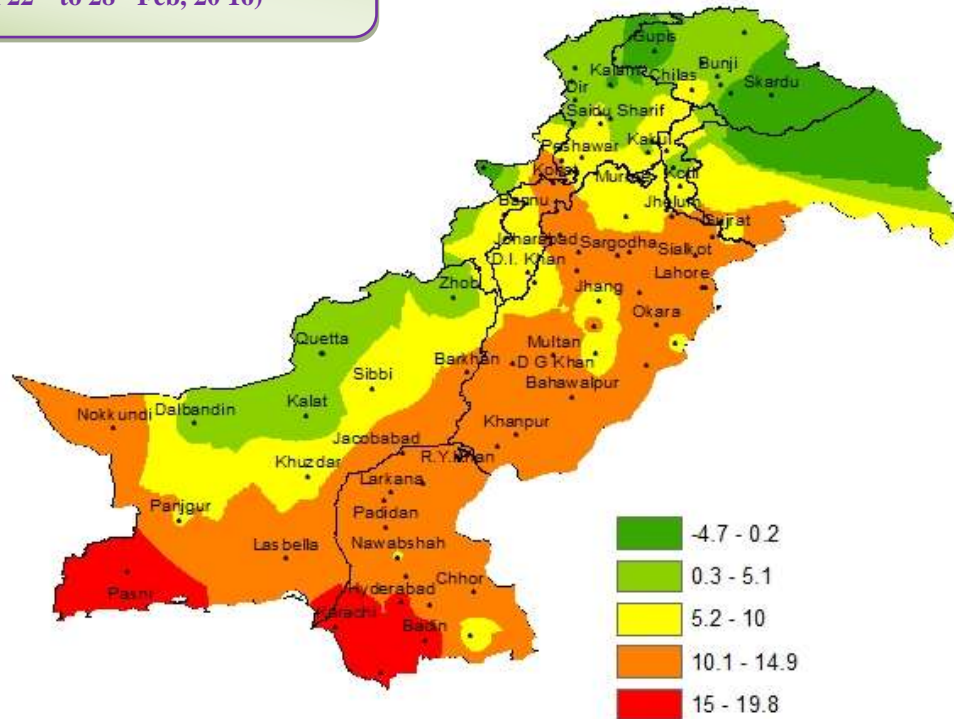 22 to 28 Feb, 2016)
Gupis
Bunji
Kalam
Chilas
Skardu
Dir
Saidu Sharif
Peshawar
Kakul
Kohat
Murree
Kotli
Bannu
Jhelum
Gujrat
Joharabad
Sargodha
Sialkot
D.I. Khan
Lahore
Zhob
Jhang
Okara
Quetta
Multan
Barkhan
D G Khan
Sibbi
Bahawalpur
Nokkundi
Dalbandin
Kalat
Khanpur
Jacobabad
R.Y.Khan
Khuzdar
Larkana
Panjgur
Padidan
Lasbella
Nawabshah
Chhor
Hyderabad
Pasni
Karachi
Badin
-4.7 - 0.2
0.3 - 5.1
5.2 - 10
10.1 - 14.9
15 - 19.8